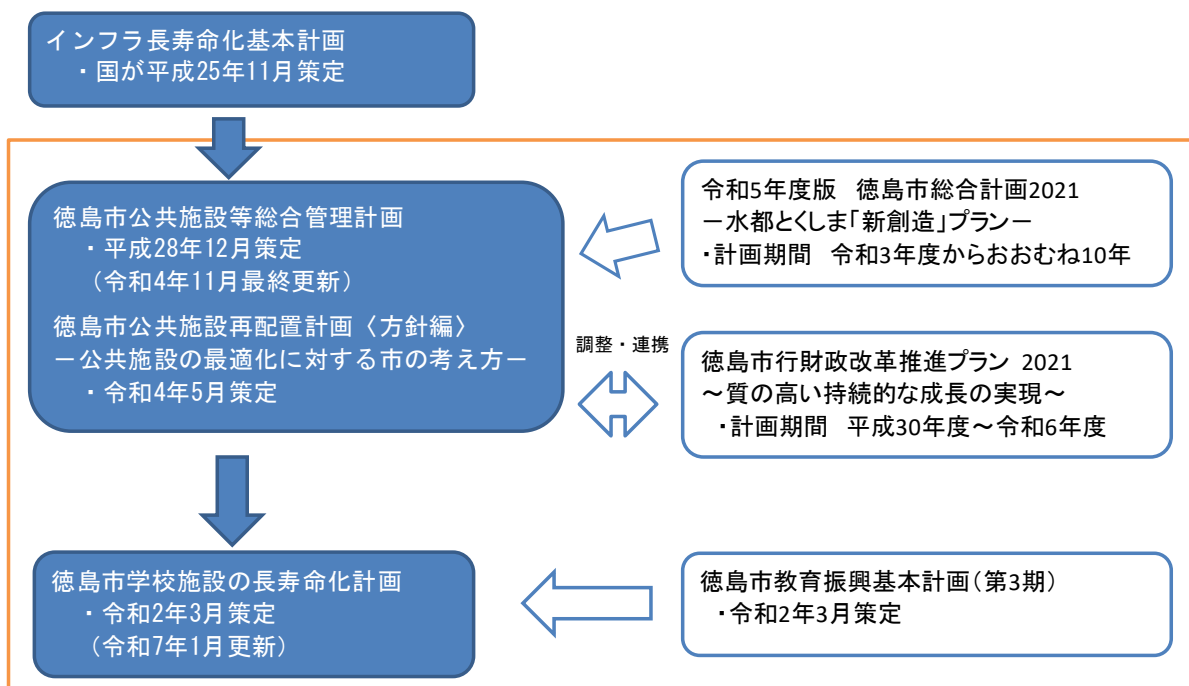 インフラ長寿命化基本計画
・国が平成25年11月策定
徳島市公共施設等総合管理計画
・平成28年12月策定
（令和4年11月最終更新）
徳島市公共施設再配置計画〈方針編〉
－公共施設の最適化に対する市の考え方－
・令和4年5月策定
令和5年度版　徳島市総合計画2021
－水都とくしま「新創造」プラン－
・計画期間　令和3年度からおおむね10年
調整・連携
徳島市行財政改革推進プラン 2021
～質の高い持続的な成長の実現～
・計画期間　平成30年度～令和6年度
徳島市学校施設の長寿命化計画
・令和2年3月策定
（令和7年1月更新）
徳島市教育振興基本計画（第3期）
・令和2年3月策定